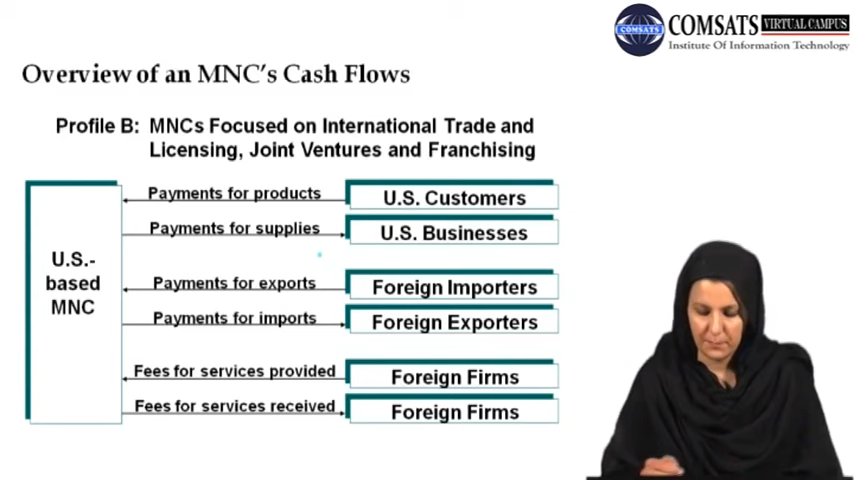 COMSATS VIRTUAL CAMPUS
COMSATS
Institute Of Information Technology
Overview of an MNC's Cash Flows
Profile B: MNCs Focused on International Trade and
Licensing, Joint Ventures and Franchising
Payments for products
U.S. Customers
Payments for supplies
U.S. Businesses
U.S.-
based
MNC
Payments for exports
Foreign Importers
Payments for imports
Foreign Exporters
Fees for services provided
Foreign Firms
Fees for services received
Foreign Firms